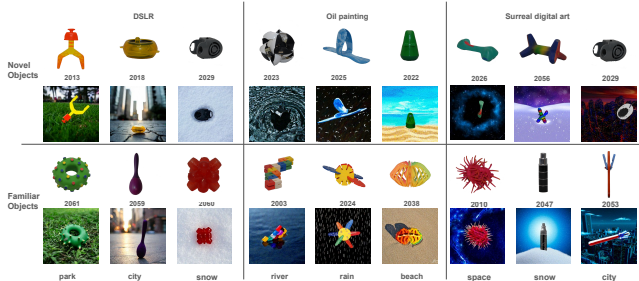 DSLR Oil painting Surreal digital art
Novel
Objects
2013 2018 2029 2023 2025 2022 2026 2056 2029
Familiar
Objects
2061 2059 2060 2003 2024 2038 2010 2047 2053
park city snow river rain beach space snow city